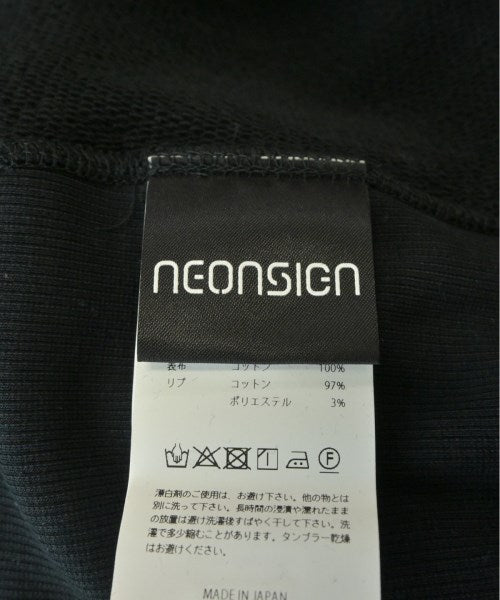 NEONSIGN
表布 コットン 100%
リブ コットン 97%
ポリエステル 3%
F
漂白剤のご使用は、お避け下さい。他の物とは
別に洗って下さい。長時間の浸漬や濡れたまま
の放置は避け洗濯後すばやく干して下さい。洗
濯で多少縮むことがあります。タンブラー乾燥
はお避けください。
MADE IN JAPAN